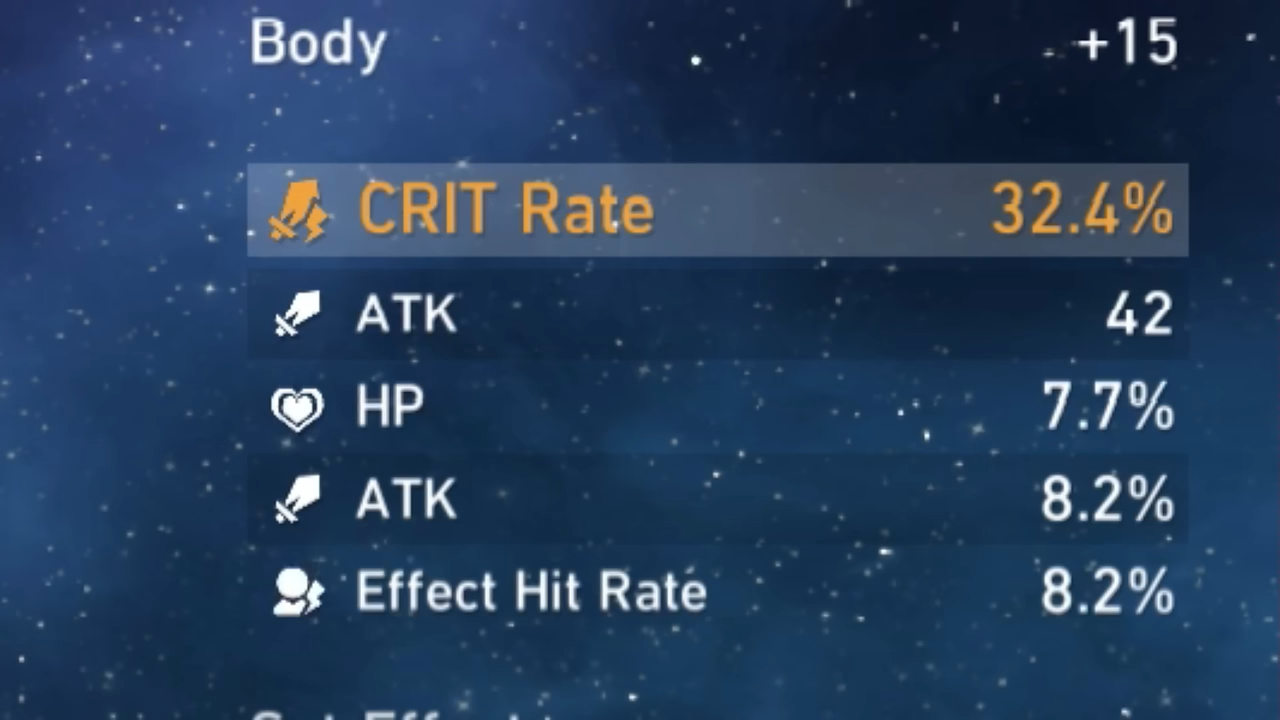 Body +15
CRIT Rate 32.4%
ATK 42
HP 7.7%
ATK 8.2%
Effect Hit Rate 8.2%